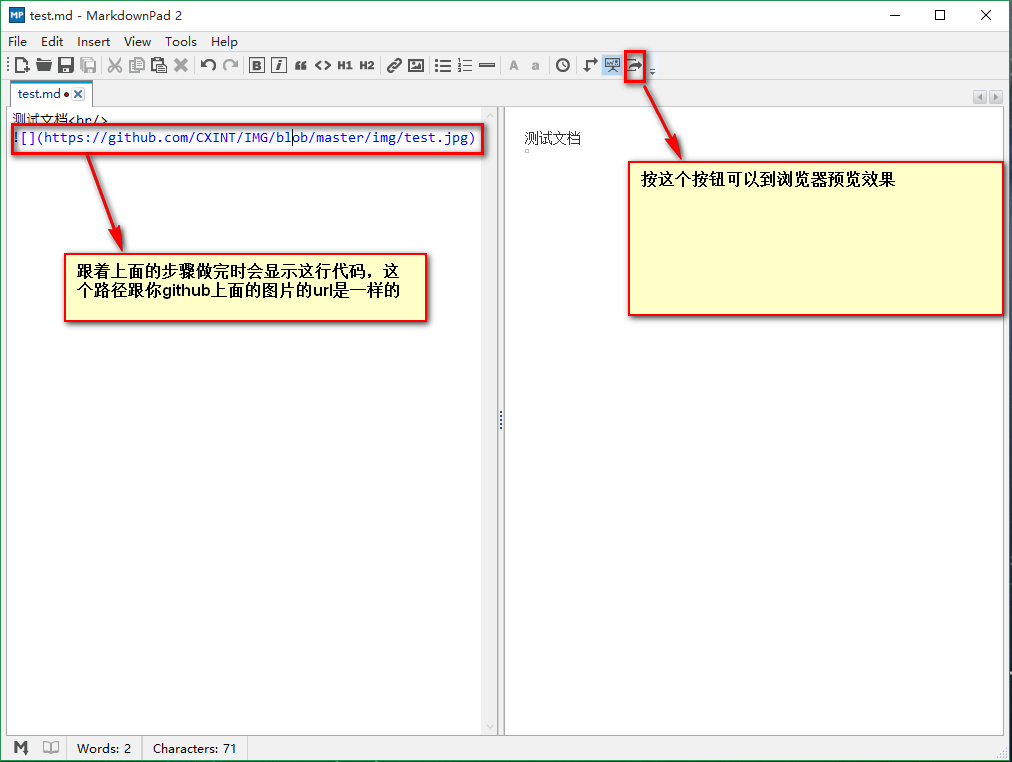 test.md - MarkdownPad 2
File Edit Insert View Tools Help
B i H1 H2 A a
test.md
测试文档<br/>
![](https://github.com/CXINT/IMG/blob/master/img/test.jpg)
测试文档
按这个按钮可以到浏览器预览效果
跟着上面的步骤做完时会显示这行代码，这
个路径跟你github上面的图片的url是一样的
Words: 2 Characters: 71